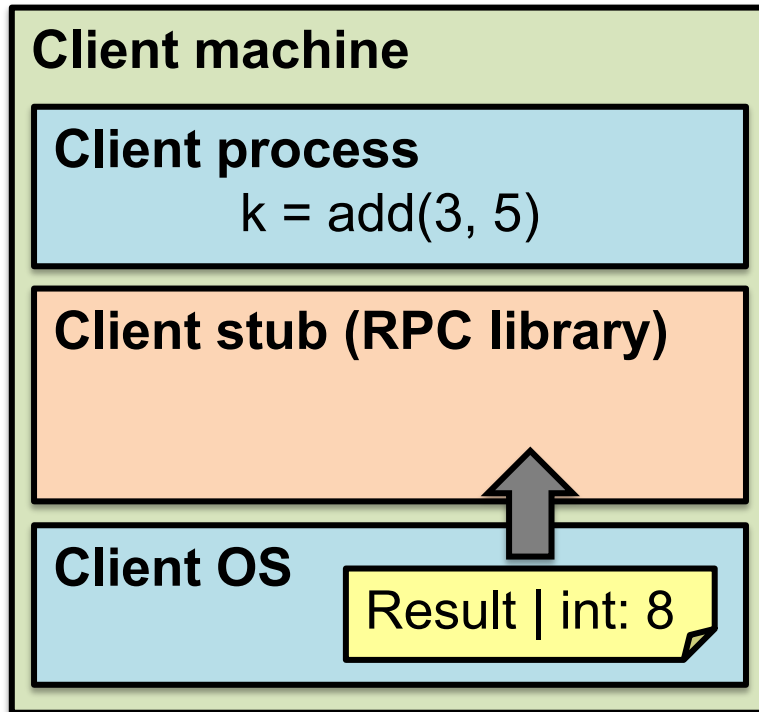 Client machine
Client process
k = add(3, 5)
Client stub (RPC library)
Client OS
Result | int: 8